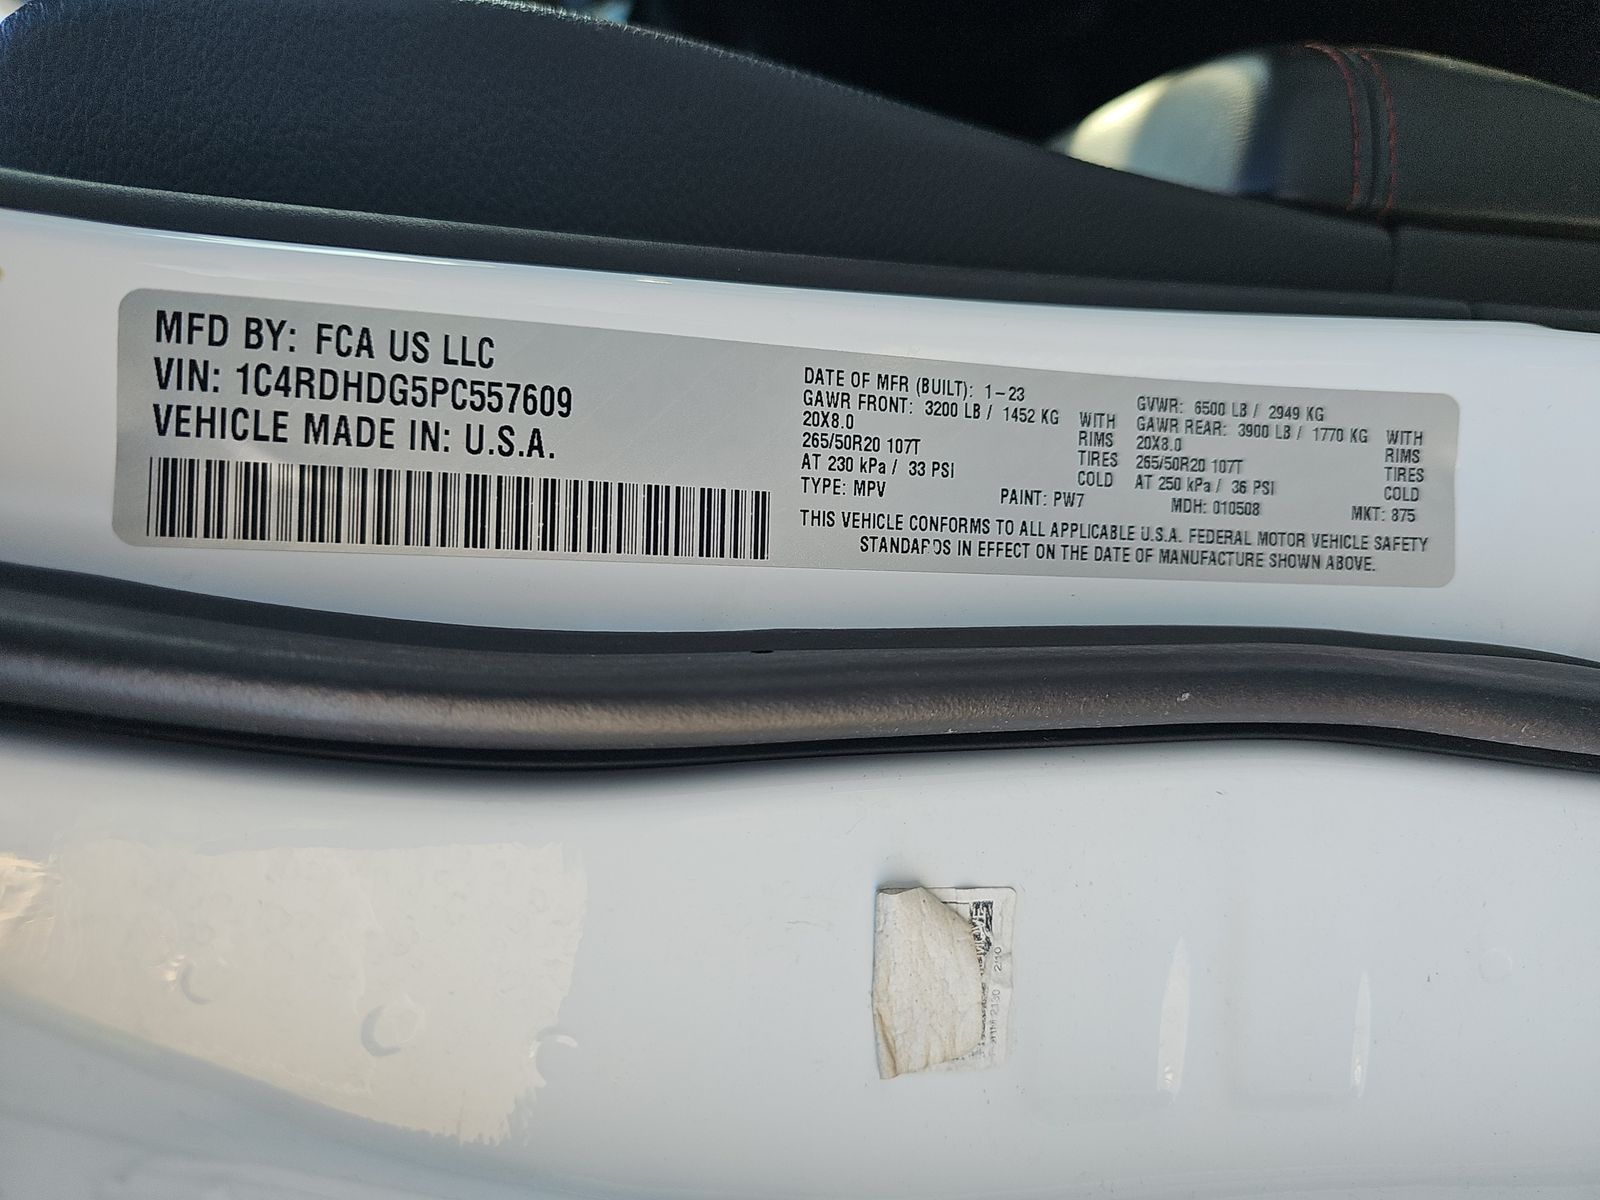 MFD BY: FCA US LLC
VIN: 1C4RDHDG5PC557609
VEHICLE MADE IN: U.S.A.
DATE OF MFR (BUILT): 1-23
GAWR FRONT: 3200 LB / 1452 KG WITH
20X8.0 RIMS
265/50R20 107T TIRES
AT 230 kPa / 33 PSI COLD
GVWR: 6500 LB / 2949 KG
GAWR REAR: 3900 LB / 1770 KG WITH
20X8.0 RIMS
265/50R20 107T TIRES
AT 250 kPa / 36 PSI COLD
TYPE: MPV PAINT: PW7 MDH: 010508 MKT: 875
THIS VEHICLE CONFORMS TO ALL APPLICABLE U.S.A. FEDERAL MOTOR VEHICLE SAFETY
STANDARDS IN EFFECT ON THE DATE OF MANUFACTURE SHOWN ABOVE.